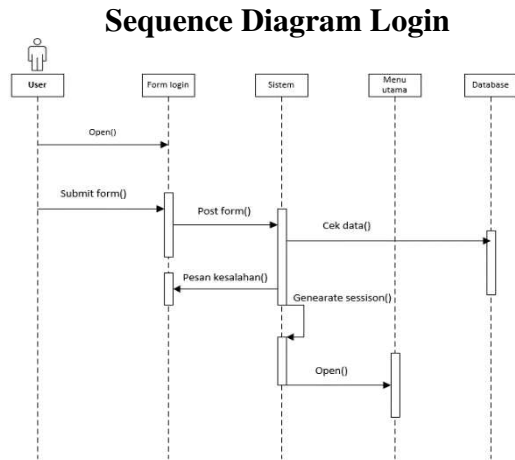 Sequence Diagram Login
User
Form login
Sistem
Menu
utama
Database
Open()
Submit form()
Post form()
Cek data()
Pesan kesalahan()
Genearate sessison()
Open()